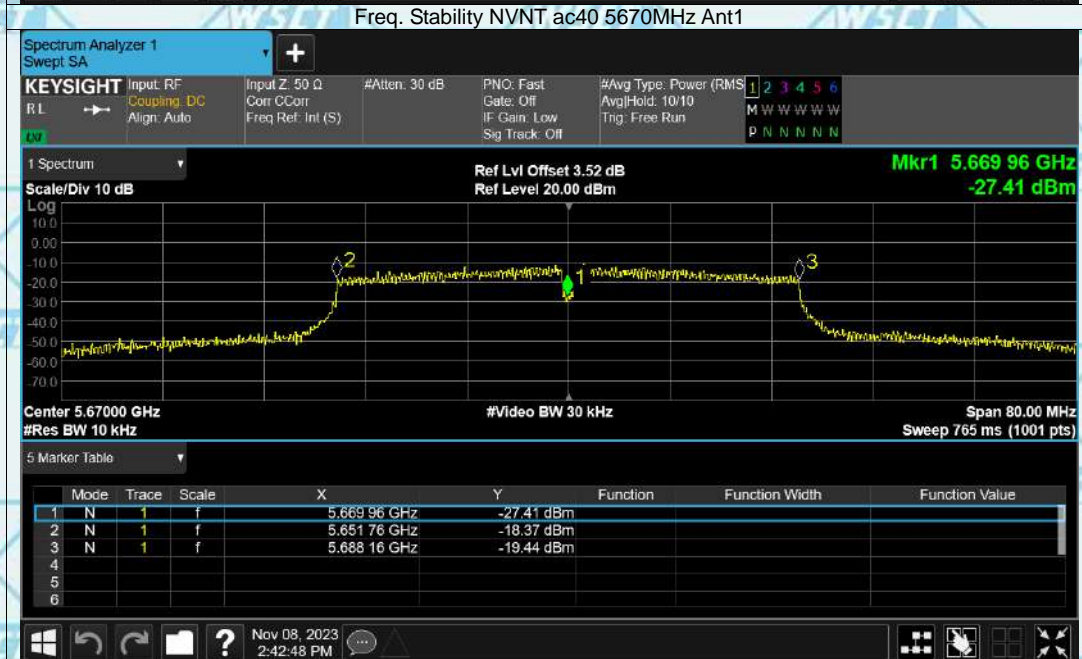 Freq. Stability NVNT ac40 5670MHz Ant1
Spectrum Analyzer 1
Swept SA
+
KEYSIGHT Input: RF Input Z: 50 Ω #Atten: 30 dB PNO: Fast #Avg Type: Power (RMS 1 2 3 4 5 6
R L Coupling: DC Corr CCorr Gate: Off Avg|Hold: 10/10 M W W W W W
Align: Auto Freq Ref: Int (S) IF Gain: Low Trig: Free Run
Sig Track: Off P N N N N N
LXI
1 Spectrum Ref Lvl Offset 3.52 dB Mkr1 5.669 96 GHz
Scale/Div 10 dB Ref Level 20.00 dBm -27.41 dBm
Log
10.0
0.00
-10.0
2
3
1
-20.0
-30.0
-40.0
-50.0
-60.0
-70.0
Center 5.67000 GHz #Video BW 30 kHz Span 80.00 MHz
#Res BW 10 kHz Sweep 765 ms (1001 pts)
5 Marker Table
Mode Trace Scale X Y Function Function Width Function Value
1 N 1 f 5.669 96 GHz -27.41 dBm
2 N 1 f 5.651 76 GHz -18.37 dBm
3 N 1 f 5.688 16 GHz -19.44 dBm
4
5
6
? Nov 08, 2023
2:42:48 PM